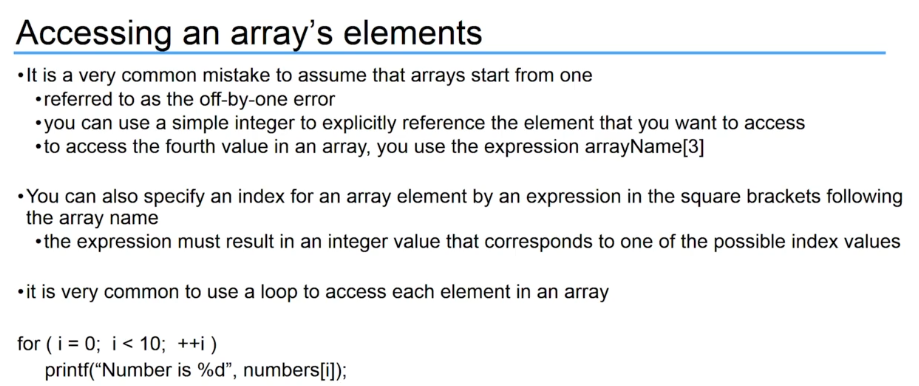 Accessing an array’s elements
•It is a very common mistake to assume that arrays start from one
•referred to as the off-by-one error
•you can use a simple integer to explicitly reference the element that you want to access
•to access the fourth value in an array, you use the expression arrayName[3]
•You can also specify an index for an array element by an expression in the square brackets following
the array name
•the expression must result in an integer value that corresponds to one of the possible index values
•it is very common to use a loop to access each element in an array
for ( i = 0;  i < 10;  ++i )
printf(“Number is %d”, numbers[i]);